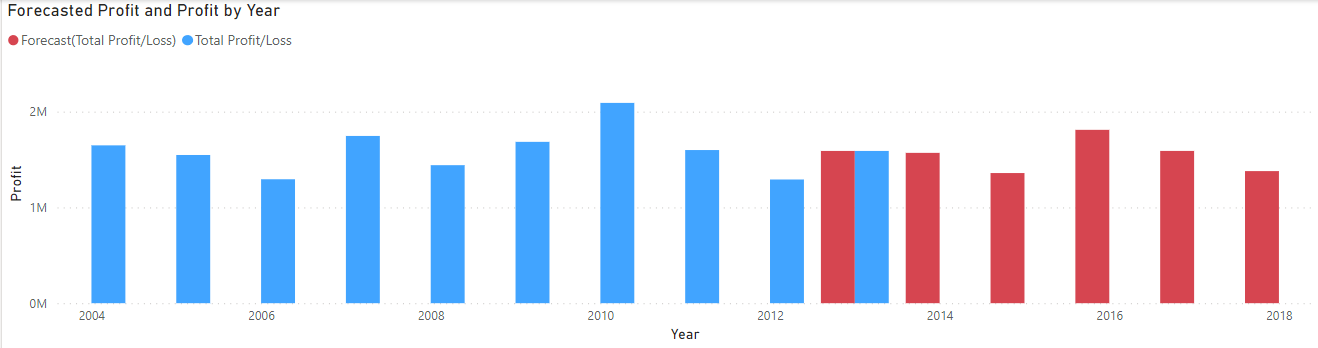 Forecasted Profit and Profit by Year
Forecast(Total Profit/Loss) Total Profit/Loss
2M
1M
0M
Profit
2004 2006 2008 2010 2012 2014 2016 2018
Year